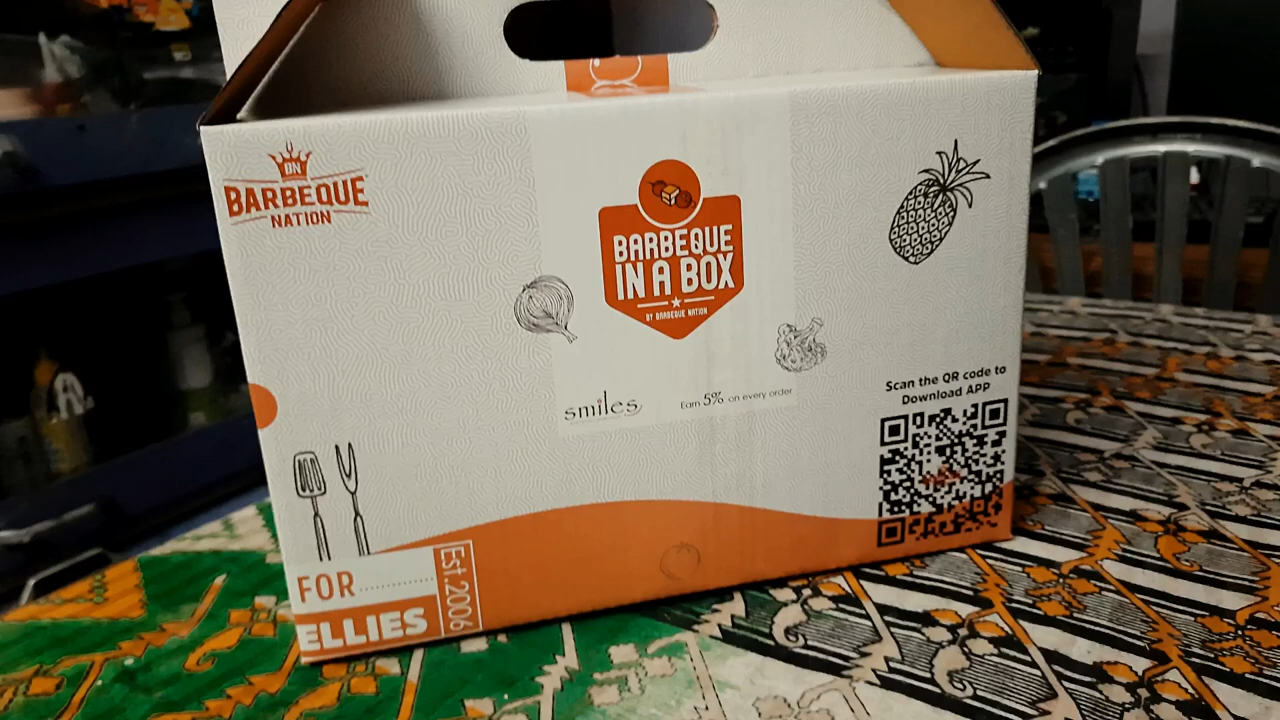 BN
BARBEQUE
NATION
BARBEQUE
IN A BOX
BY BARBEQUE NATION
smiles
Earn 5% on every order
Scan the QR code to
Download APP
FOR..............
ELLIES
Est.2006